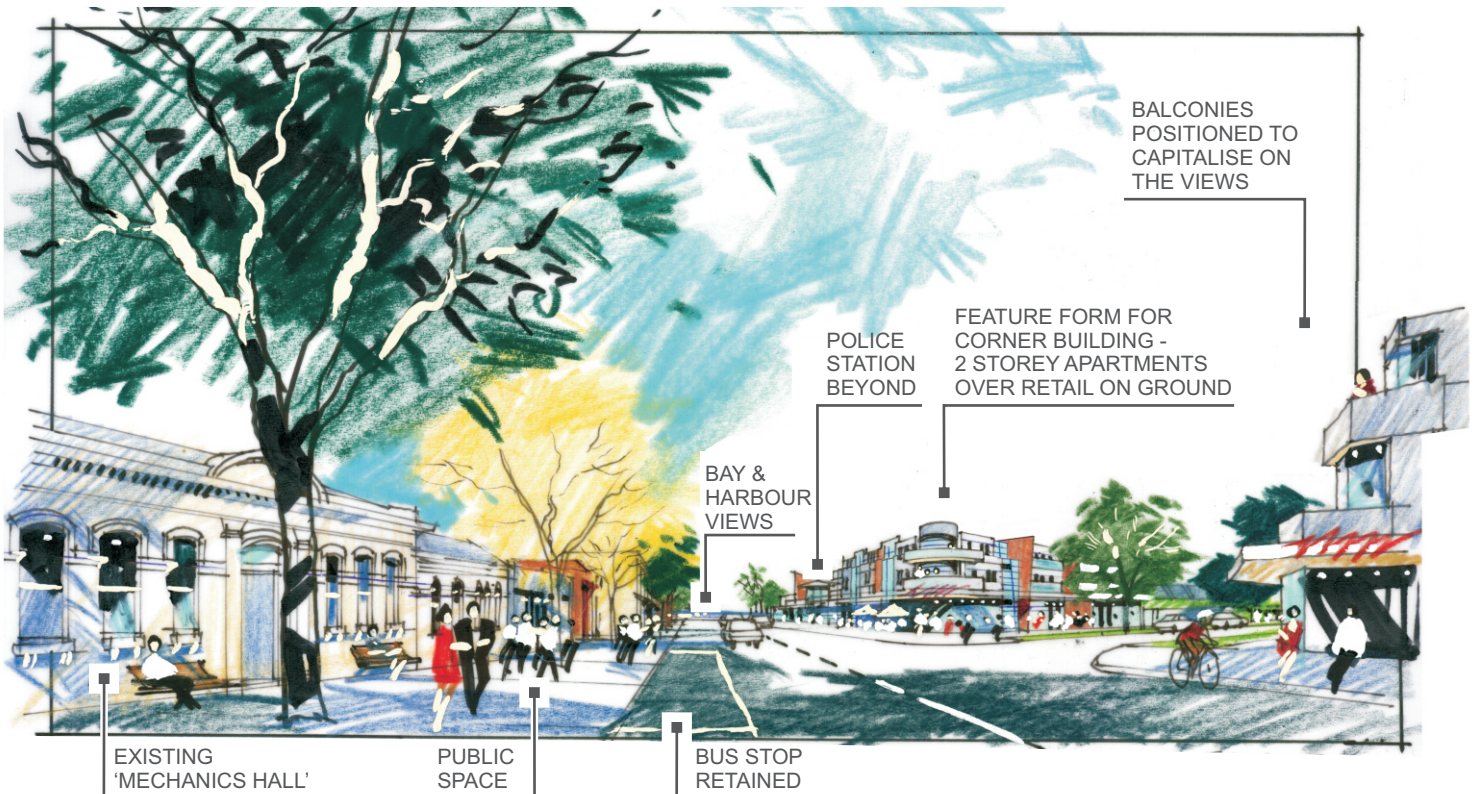 BALCONIES
POSITIONED TO
CAPITALISE ON
THE VIEWS
FEATURE FORM FOR
CORNER BUILDING -
2 STOREY APARTMENTS
OVER RETAIL ON GROUND
POLICE
STATION
BEYOND
BAY &
HARBOUR
VIEWS
EXISTING
‘MECHANICS HALL’
PUBLIC
SPACE
BUS STOP
RETAINED